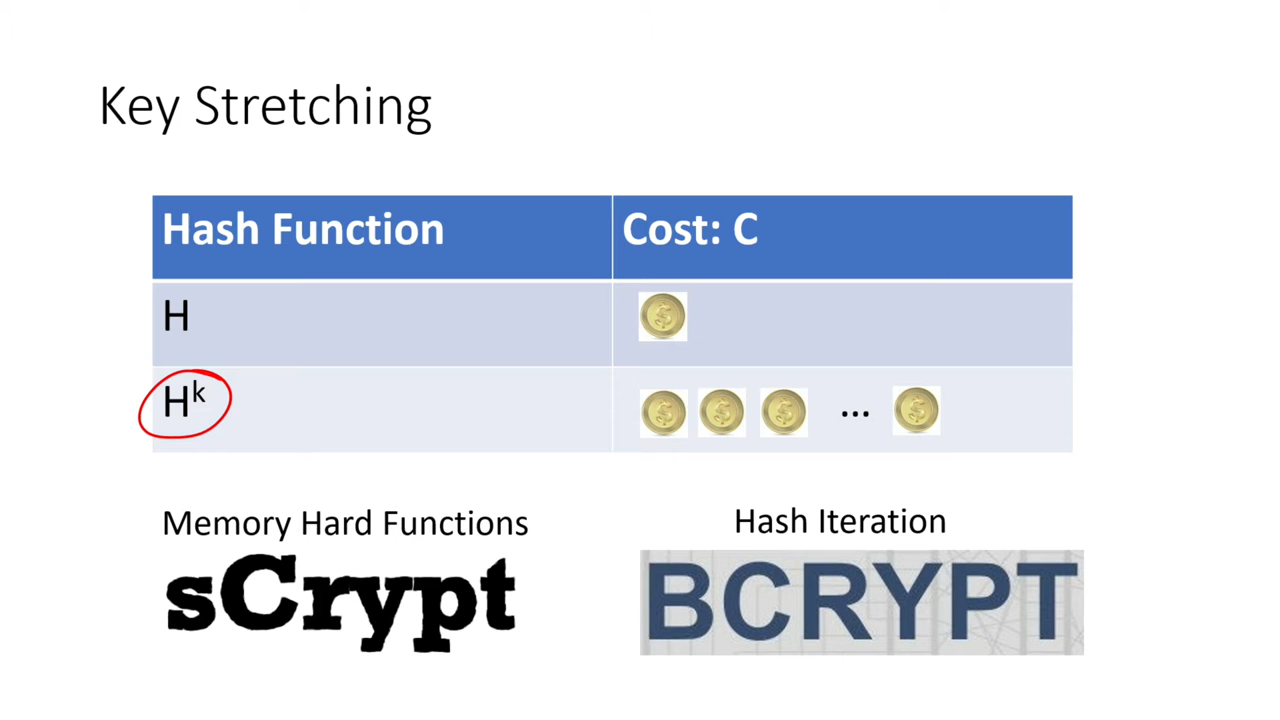 Key Stretching
Hash Function Cost: C
H
H^k ...
Memory Hard Functions Hash Iteration
sCrypt BCRYPT